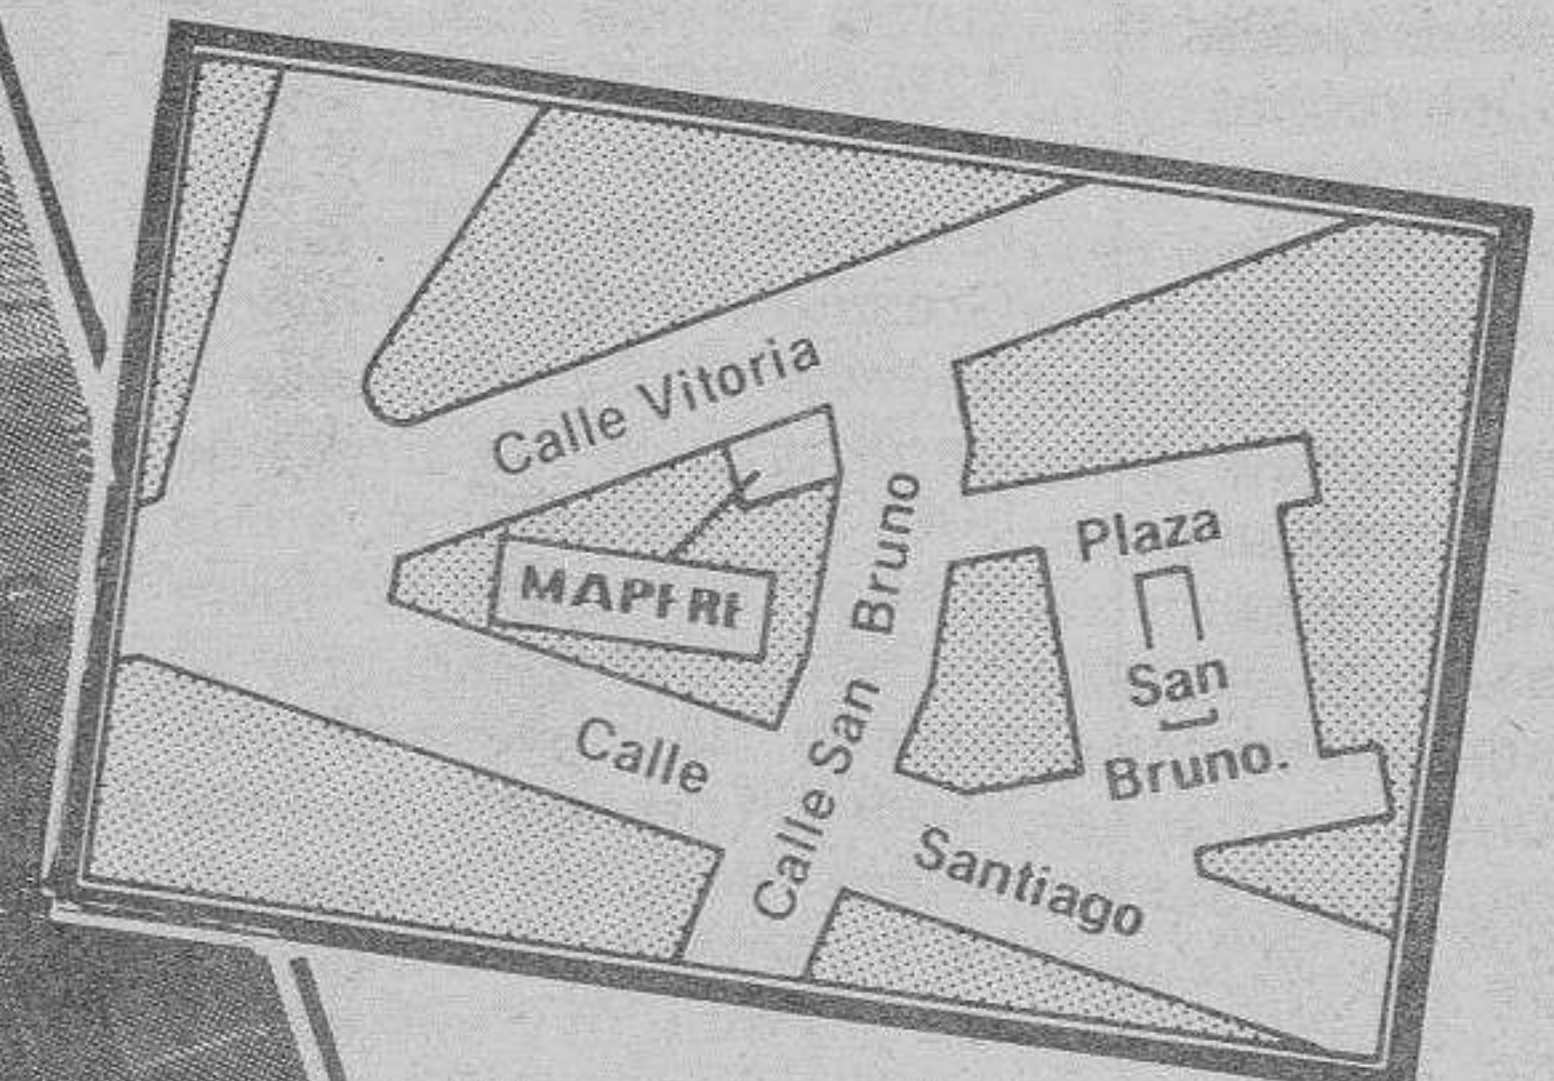 Calle Vitoria
MAPFRE
Calle San Bruno
Plaza
San
Bruno.
Calle Santiago